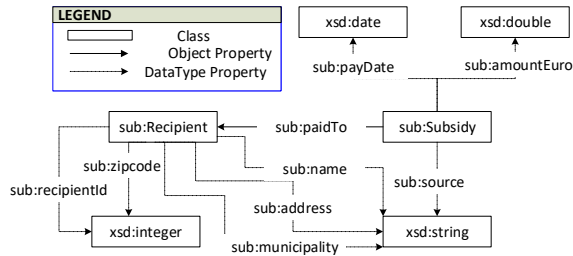 LEGEND
Class
Object Property
DataType Property
xsd:date
xsd:double
sub:payDate
sub:amountEuro
sub:Recipient
sub:paidTo
sub:Subsidy
sub:zipcode
sub:name
sub:recipientId
sub:source
sub:address
xsd:integer
xsd:string
sub:municipality